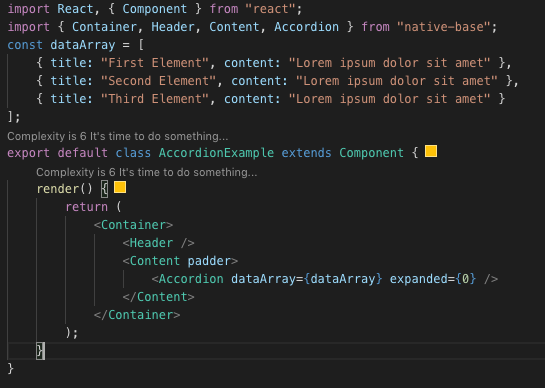 import React, { Component } from "react";
import { Container, Header, Content, Accordion } from "native-base";
const dataArray = [
    { title: "First Element", content: "Lorem ipsum dolor sit amet" },
    { title: "Second Element", content: "Lorem ipsum dolor sit amet" },
    { title: "Third Element", content: "Lorem ipsum dolor sit amet" }
];
Complexity is 6 It's time to do something...
export default class AccordionExample extends Component {
    Complexity is 6 It's time to do something...
    render() {
        return (
            <Container>
                <Header />
                <Content padder>
                    <Accordion dataArray={dataArray} expanded={0} />
                </Content>
            </Container>
        );
    }
}